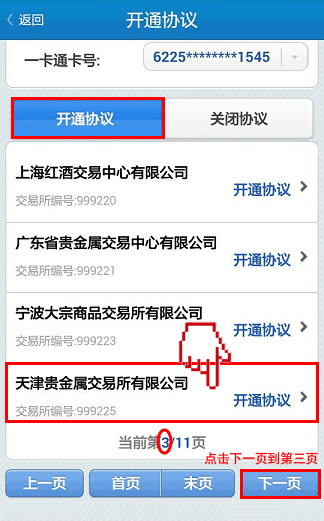 返回 开通协议
一卡通卡号: 6225********1545
开通协议 关闭协议
上海红酒交易中心有限公司
开通协议
交易所编号:999220
广东省贵金属交易中心有限公司
开通协议
交易所编号:999221
宁波大宗商品交易所有限公司
开通协议
交易所编号:999223
天津贵金属交易所有限公司
开通协议
交易所编号:999225
当前第3/11页
点击下一页到第三页
上一页 首页 末页 下一页